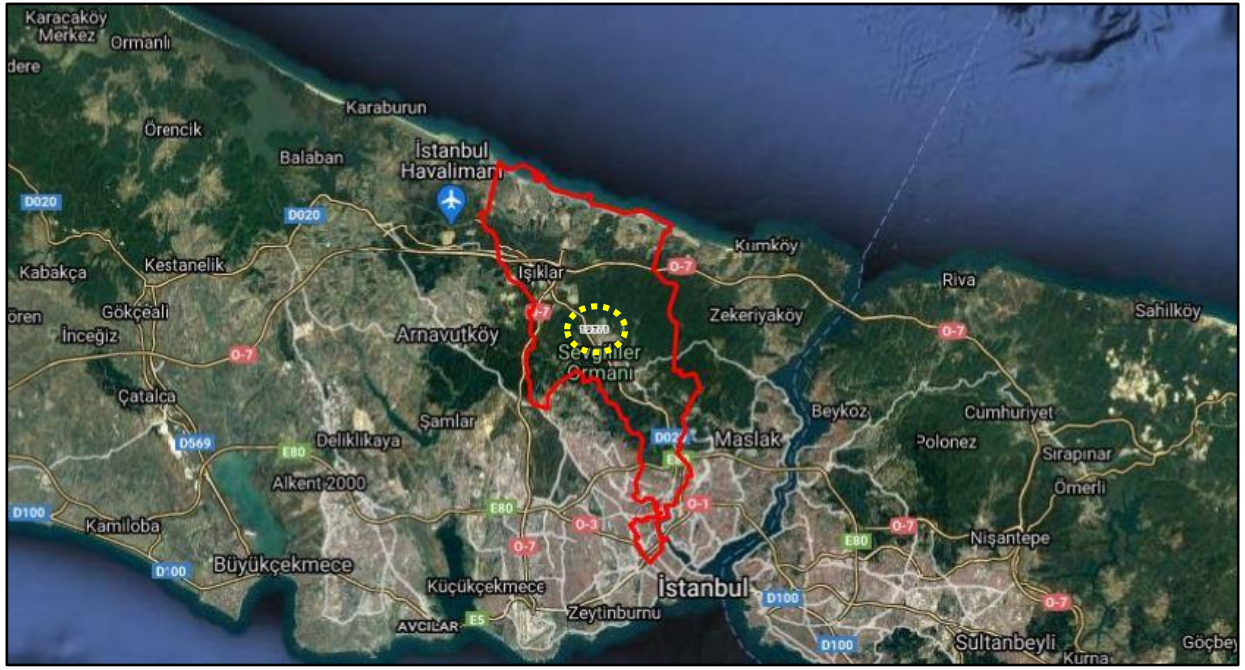 Karacaköy
Merkez
Ormanlı
dere
Karaburun
Örencik
Balaban
İstanbul
Havalimanı
D020
D020
Kumköy
Kabakça
Kestanelik
Işıklar
O-7
Riva
Gökçeali
ören
İnceğiz
Arnavutköy
Zekeriyaköy
Sahilköy
O-7
O-7
Sevgililer
Ormanı
Çatalca
Şamlar
Beyköz
Cumhuriyet
D569
Deliklikaya
Maslak
Polonez
Sırapınar
E80
Alkent 2000
Ömerli
D100
Kamiloba
E80
O-3
O-1
O-7
E80
Nişantepe
O-7
D100
Büyükçekmece
Küçükçekmece
İstanbul
D100
O-7
AVCILAR
E5
Zeytinburnu
D100
Sultanbeyli
Göçbey
Kurna